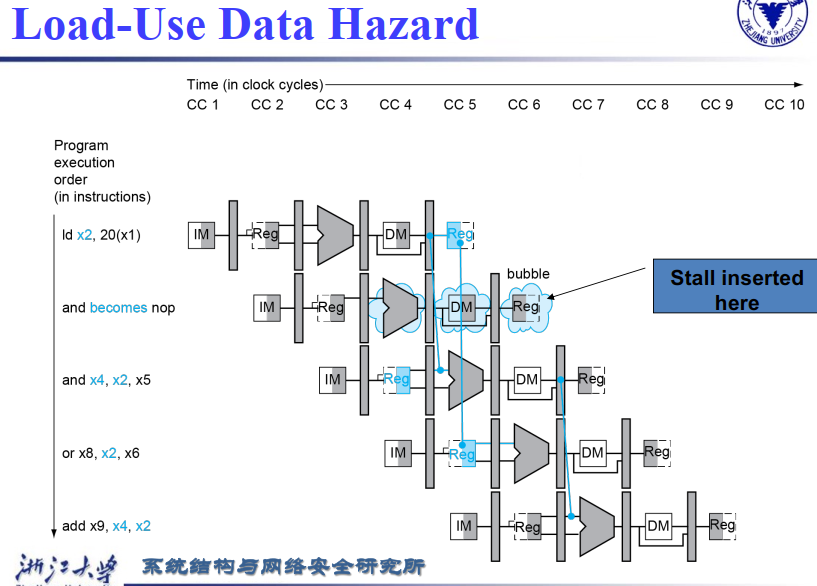 Load-Use Data Hazard
ZHEJIANG UNIVERSITY
1897
Time (in clock cycles)
CC 1 CC 2 CC 3 CC 4 CC 5 CC 6 CC 7 CC 8 CC 9 CC 10
Program
execution
order
(in instructions)
ld x2, 20(x1)
IM Reg DM Reg
bubble
Stall inserted
here
and becomes nop
IM Reg DM Reg
and x4, x2, x5
IM Reg DM Reg
or x8, x2, x6
IM Reg DM Reg
add x9, x4, x2
IM Reg DM Reg
浙江大学 系统结构与网络安全研究所